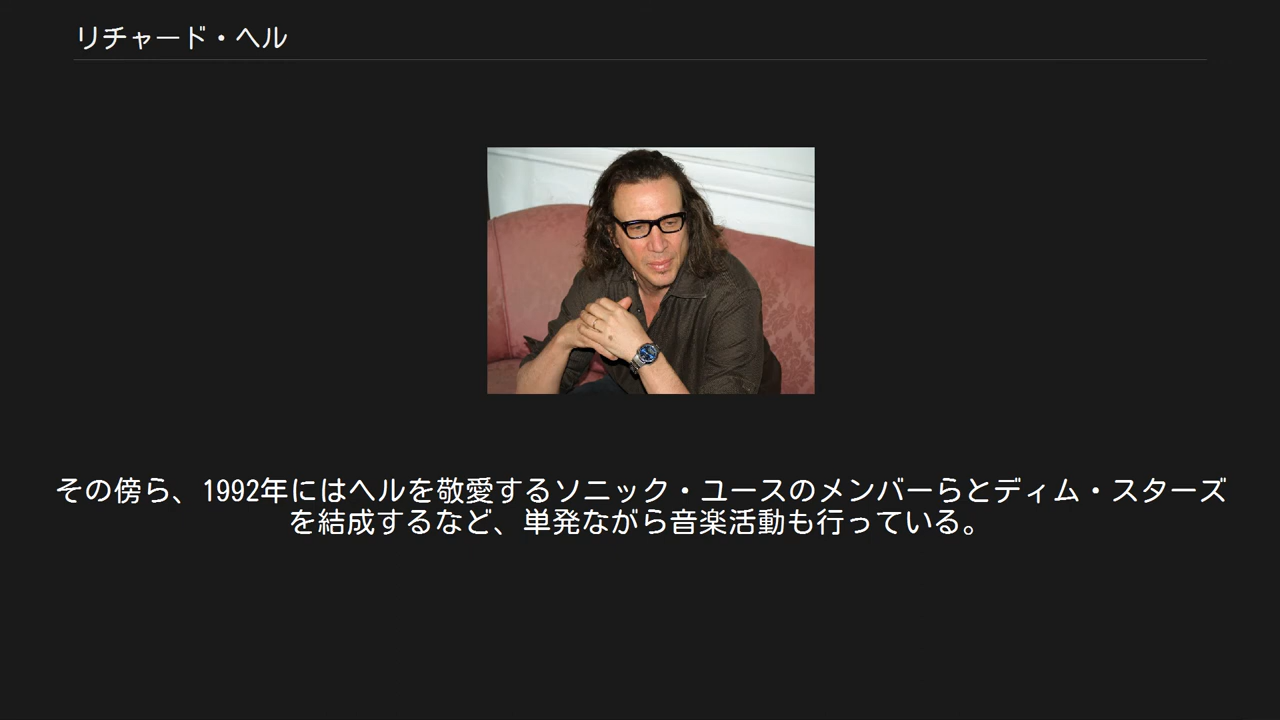 リチャード・ヘル
その傍ら、1992年にはヘルを敬愛するソニック・ユースのメンバーらとディム・スターズ
を結成するなど、単発ながら音楽活動も行っている。